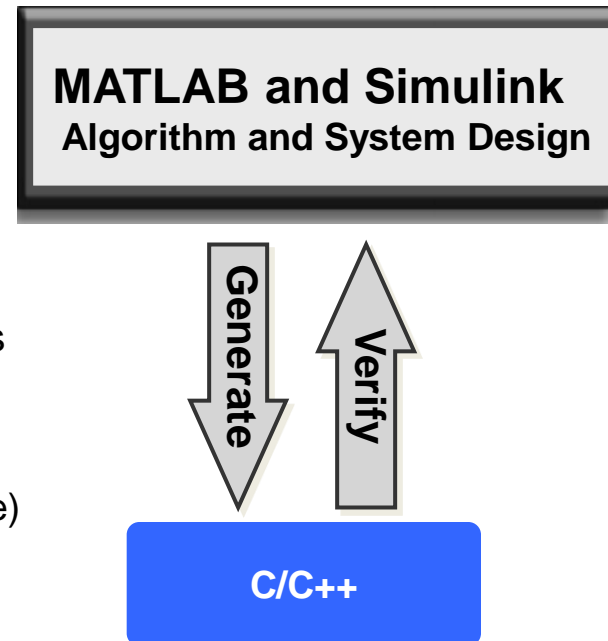 MATLAB and Simulink
Algorithm and System Design
Generate
Verify
s
e)
C/C++